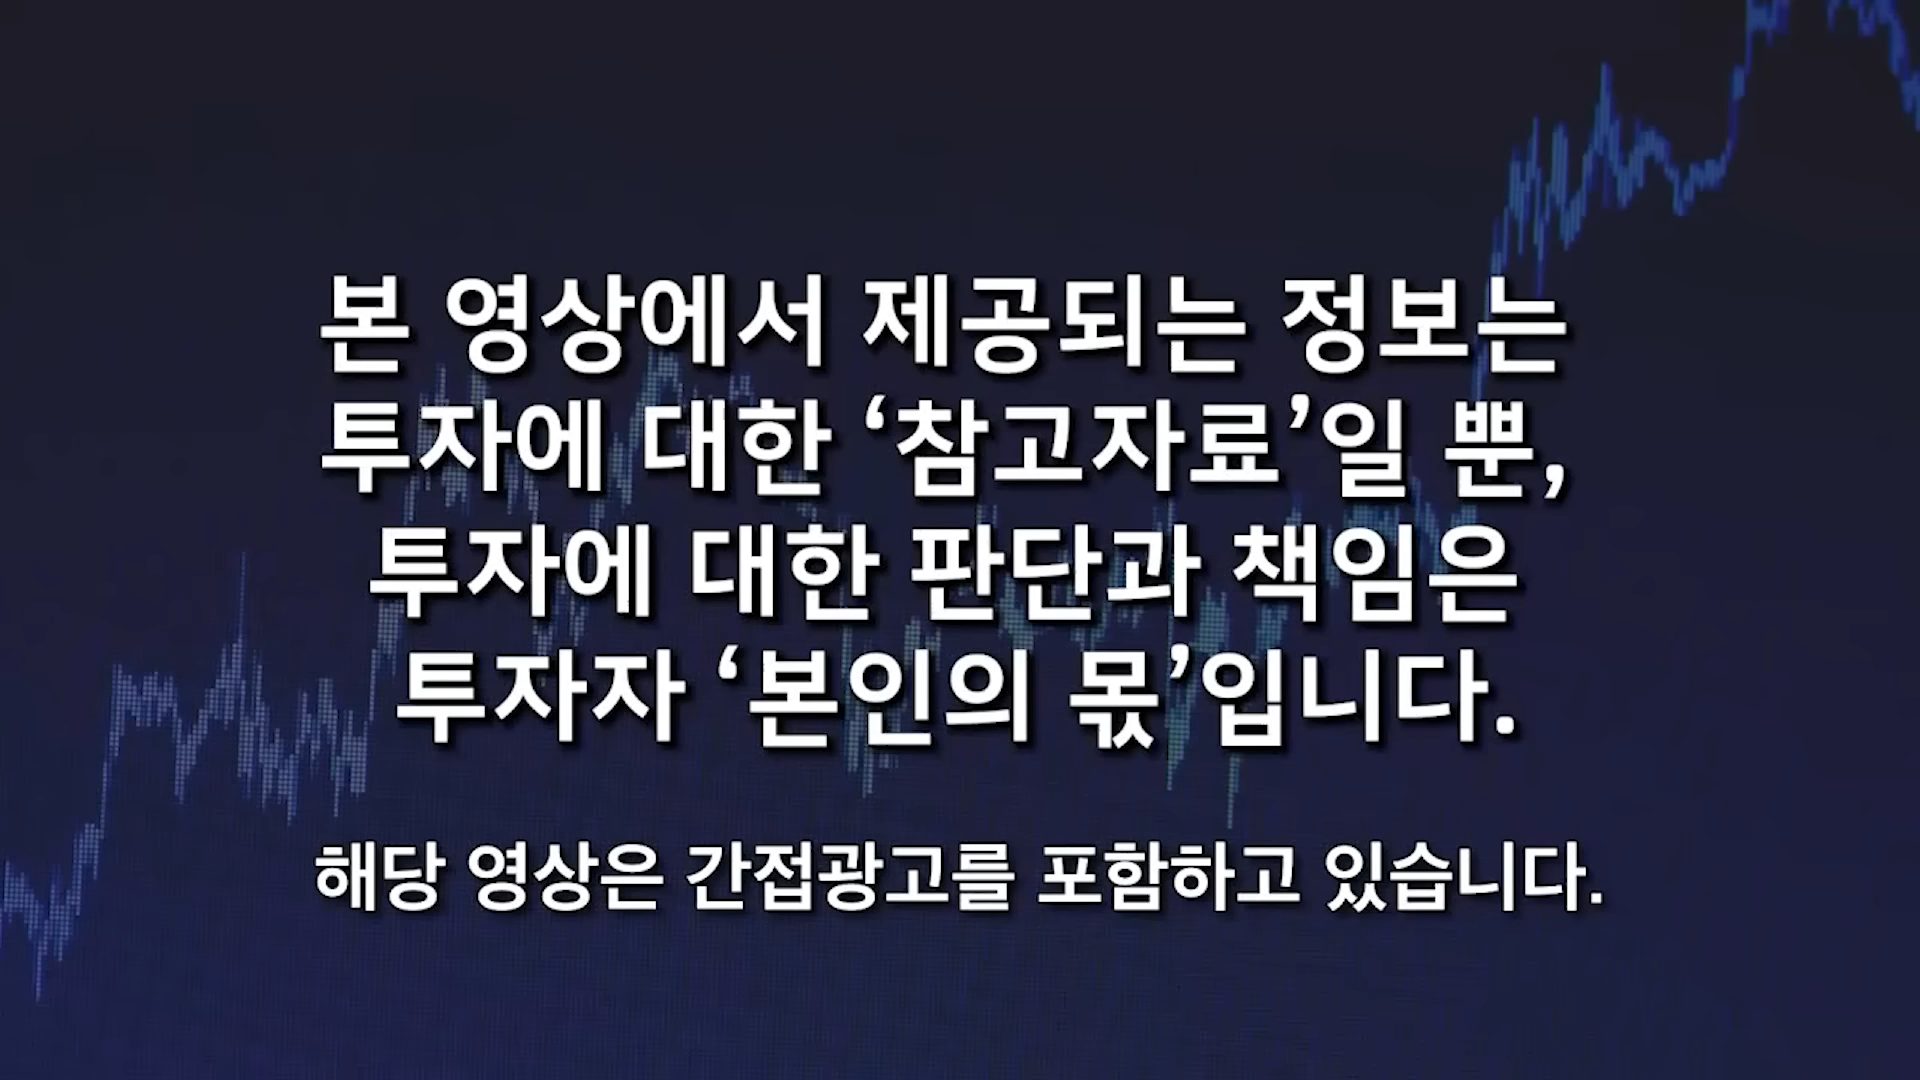 본 영상에서 제공되는 정보는
투자에 대한 ‘참고자료’일 뿐,
투자에 대한 판단과 책임은
투자자 ‘본인의 몫’입니다.
해당 영상은 간접광고를 포함하고 있습니다.